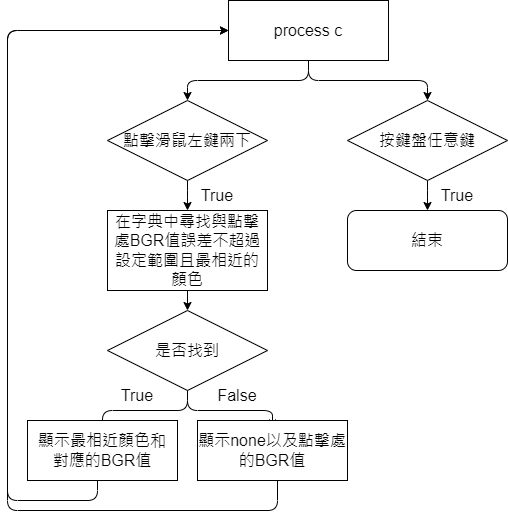 process c
點擊滑鼠左鍵兩下
按鍵盤任意鍵
True
True
在字典中尋找與點擊
處BGR值誤差不超過
設定範圍且最相近的
顏色
結束
是否找到
True
False
顯示最相近顏色和
對應的BGR值
顯示none以及點擊處
的BGR值